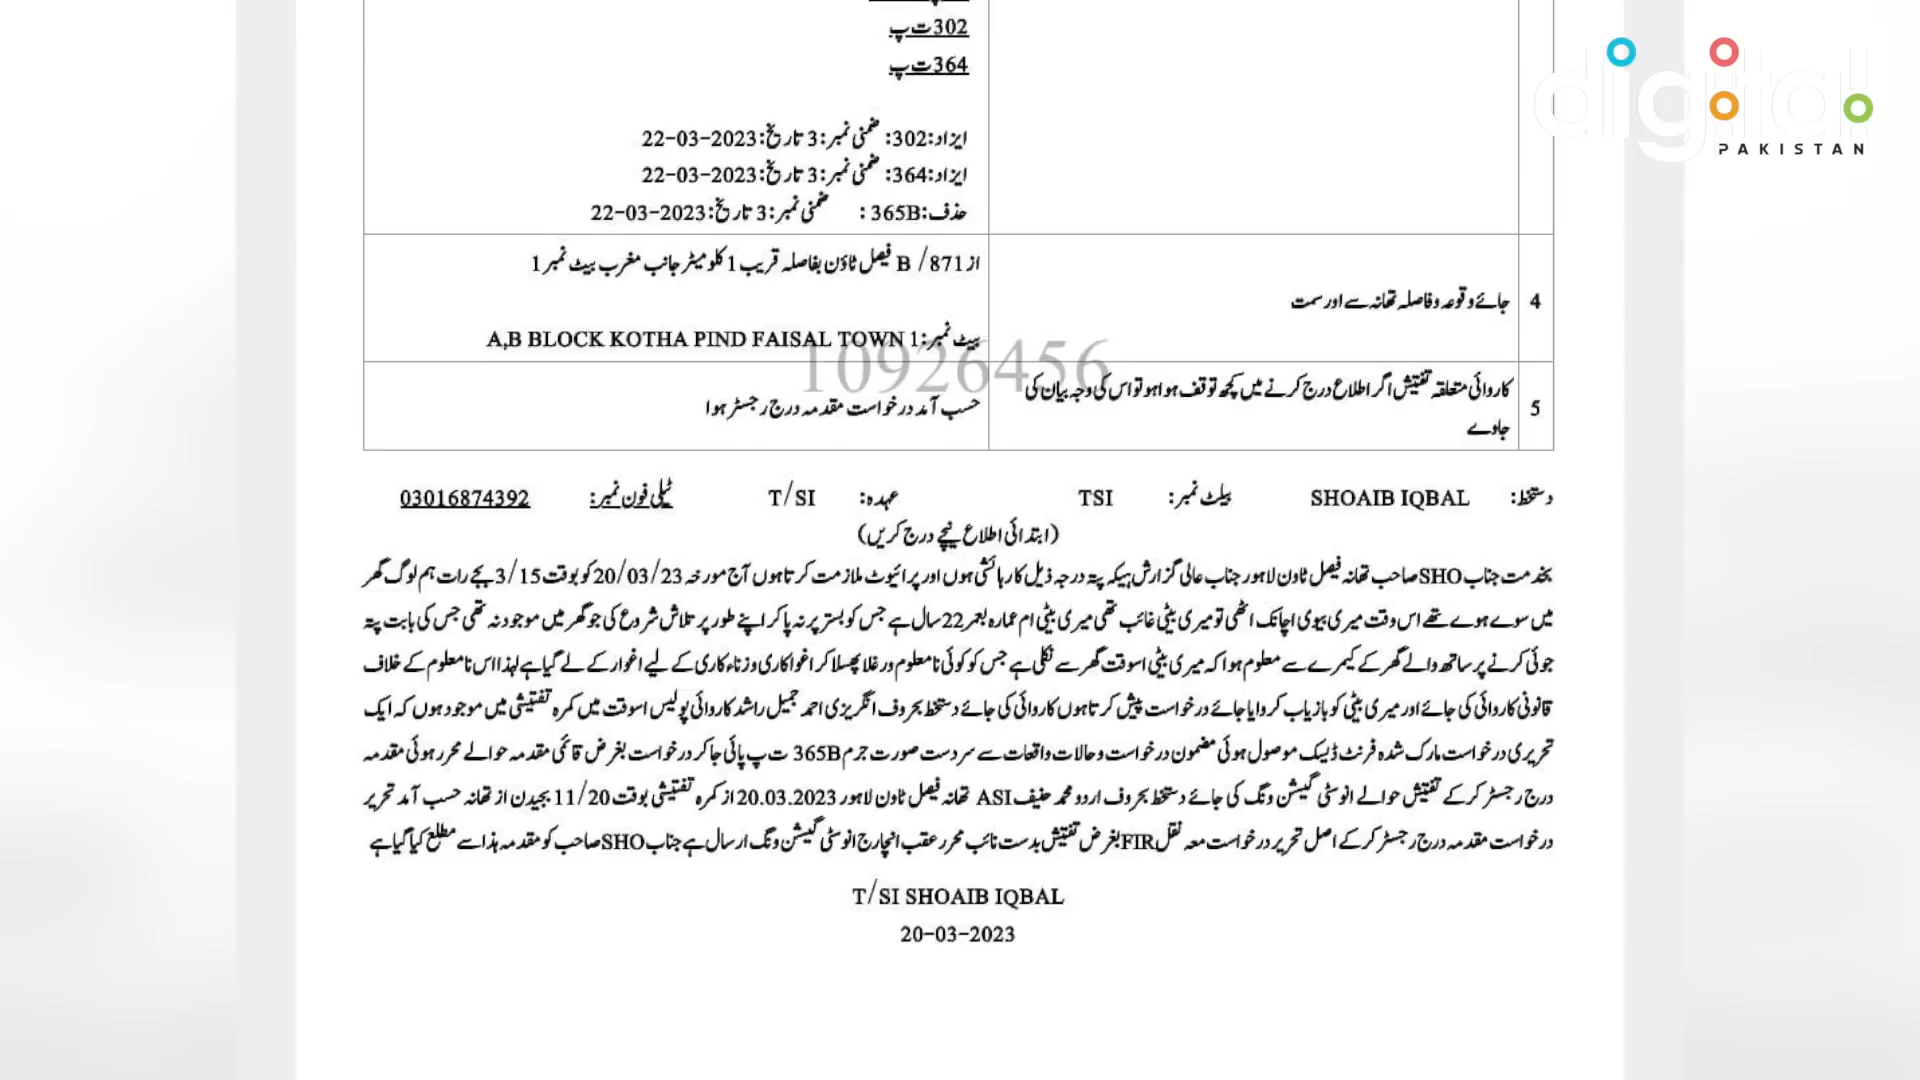 302ت پ
364ت پ
ایزاد:302: ضمنی نمبر:3 تاریخ:22-03-2023
ایزاد:364: ضمنی نمبر:3 تاریخ:22-03-2023
حذف:365B : ضمنی نمبر:3 تاریخ:22-03-2023
4
جائے وقوعہ و فاصلہ تھانہ سے اور سمت
از 871/ B فیصل ٹاؤن بفاصلہ قریب 1 کلومیٹر جانب مغرب بیٹ نمبر 1
بیٹ نمبر:1 A,B BLOCK KOTHA PIND FAISAL TOWN
10926456
5
کاروائی متعلقہ تفتیش اگر اطلاع درج کرنے میں کچھ توقف ہوا ہو تو اس کی وجہ بیان کی
جاوے
حسب آمد درخواست مقدمہ درج رجسٹر ہوا
دستخط: SHOAIB IQBAL بیلٹ نمبر: TSI عہدہ: T/SI ٹیلی فون نمبر: 03016874392
(ابتدائی اطلاع نیچے درج کریں)
بخدمت جناب SHO صاحب تھانہ فیصل ٹاون لاہور جناب عالی گزارش ہیکہ پتہ درجہ ذیل کا رہائشی ہوں اور پرائیوٹ ملازمت کرتا ہوں آج مورخہ 20/03/23 کو بوقت 3/15 بجے رات ہم لوگ گھر
میں سوے ہوے تھے اس وقت میری بیوی اچانک اٹھی تو میری بیٹی غائب تھی میری بیٹی ام عمارہ بعمر 22 سال ہے جس کو بستر پر نہ پا کر اپنے طور پر تلاش شروع کی جو گھر میں موجود نہ تھی جس کی بابت پتہ
جوئی کرنے پر ساتھ والے گھر کے کیمرے سے معلوم ہوا کہ میری بیٹی اسوقت گھر سے نکلی ہے جس کو کوئی نامعلوم ورغلا پھسلا کر اغواکاری و زناء کاری کے لیے اغوار کے لے گیا ہے لہذا اس نامعلوم کے خلاف
قانونی کاروائی کی جائے اور میری بیٹی کو بازیاب کروایا جائے درخواست پیش کرتا ہوں کاروائی کی جائے دستخط بحروف انگریزی احمد جمیل راشد کاروائی پولیس اسوقت میں کمرہ تفتیشی میں موجود ہوں کہ ایک
تحریری درخواست مارک شدہ فرنٹ ڈیسک موصول ہوئی مضمون درخواست و حالات واقعات سے سردست صورت جرم 365B ت پ پائی جا کر درخواست بغرض قائمی مقدمہ حوالے محرر ہوئی مقدمہ
درج رجسٹر کر کے تفتیش حوالے انوسٹی گیشن ونگ کی جائے دستخط بحروف اردو محمد حنیف ASI تھانہ فیصل ٹاون لاہور 20.03.2023 از کمرہ تفتیشی بوقت 11/20 بجیدن از تھانہ حسب آمد تحریر
درخواست مقدمہ درج رجسٹر کر کے اصل تحریر درخواست معہ نقل FIR بغرض تفتیش بدست نائب محرر عقب انچارج انوسٹی گیشن ونگ ارسال ہے جناب SHO صاحب کو مقدمہ ہذا سے مطلع کیا گیا ہے
T/SI SHOAIB IQBAL
20-03-2023
digital
PAKISTAN